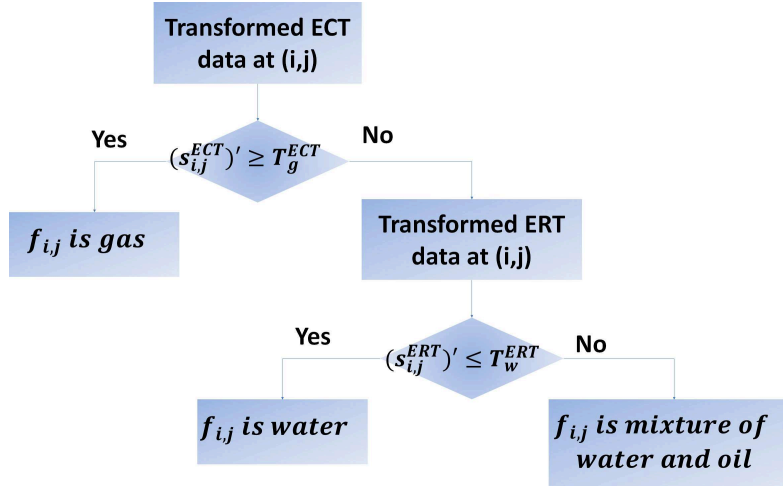 Transformed ECT
data at (i,j)
Yes
No
(s_{i,j}^{ECT})′ ≥ T_g^{ECT}
f_{i,j} is gas
Transformed ERT
data at (i,j)
Yes
No
(s_{i,j}^{ERT})′ ≤ T_w^{ERT}
f_{i,j} is water
f_{i,j} is mixture of
water and oil